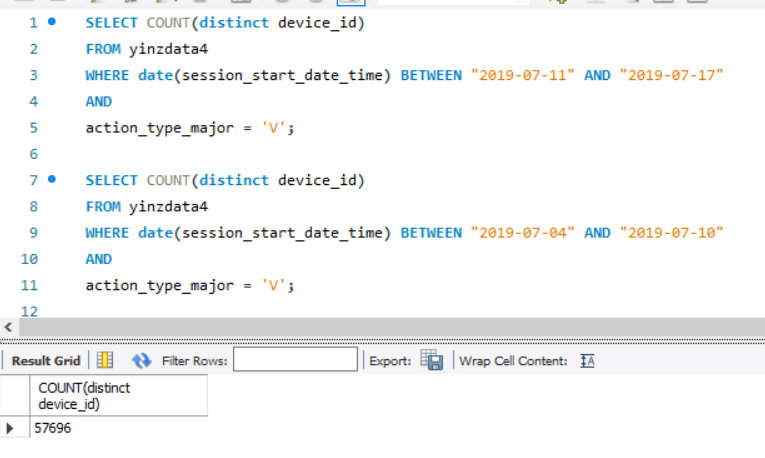 1 SELECT COUNT(distinct device_id)
2 FROM yinzdata4
3 WHERE date(session_start_date_time) BETWEEN "2019-07-11" AND "2019-07-17"
4 AND
5 action_type_major = 'V';
6
7 SELECT COUNT(distinct device_id)
8 FROM yinzdata4
9 WHERE date(session_start_date_time) BETWEEN "2019-07-04" AND "2019-07-10"
10 AND
11 action_type_major = 'V';
12
Result Grid Filter Rows: Export: Wrap Cell Content: IA
COUNT(distinct
device_id)
57696